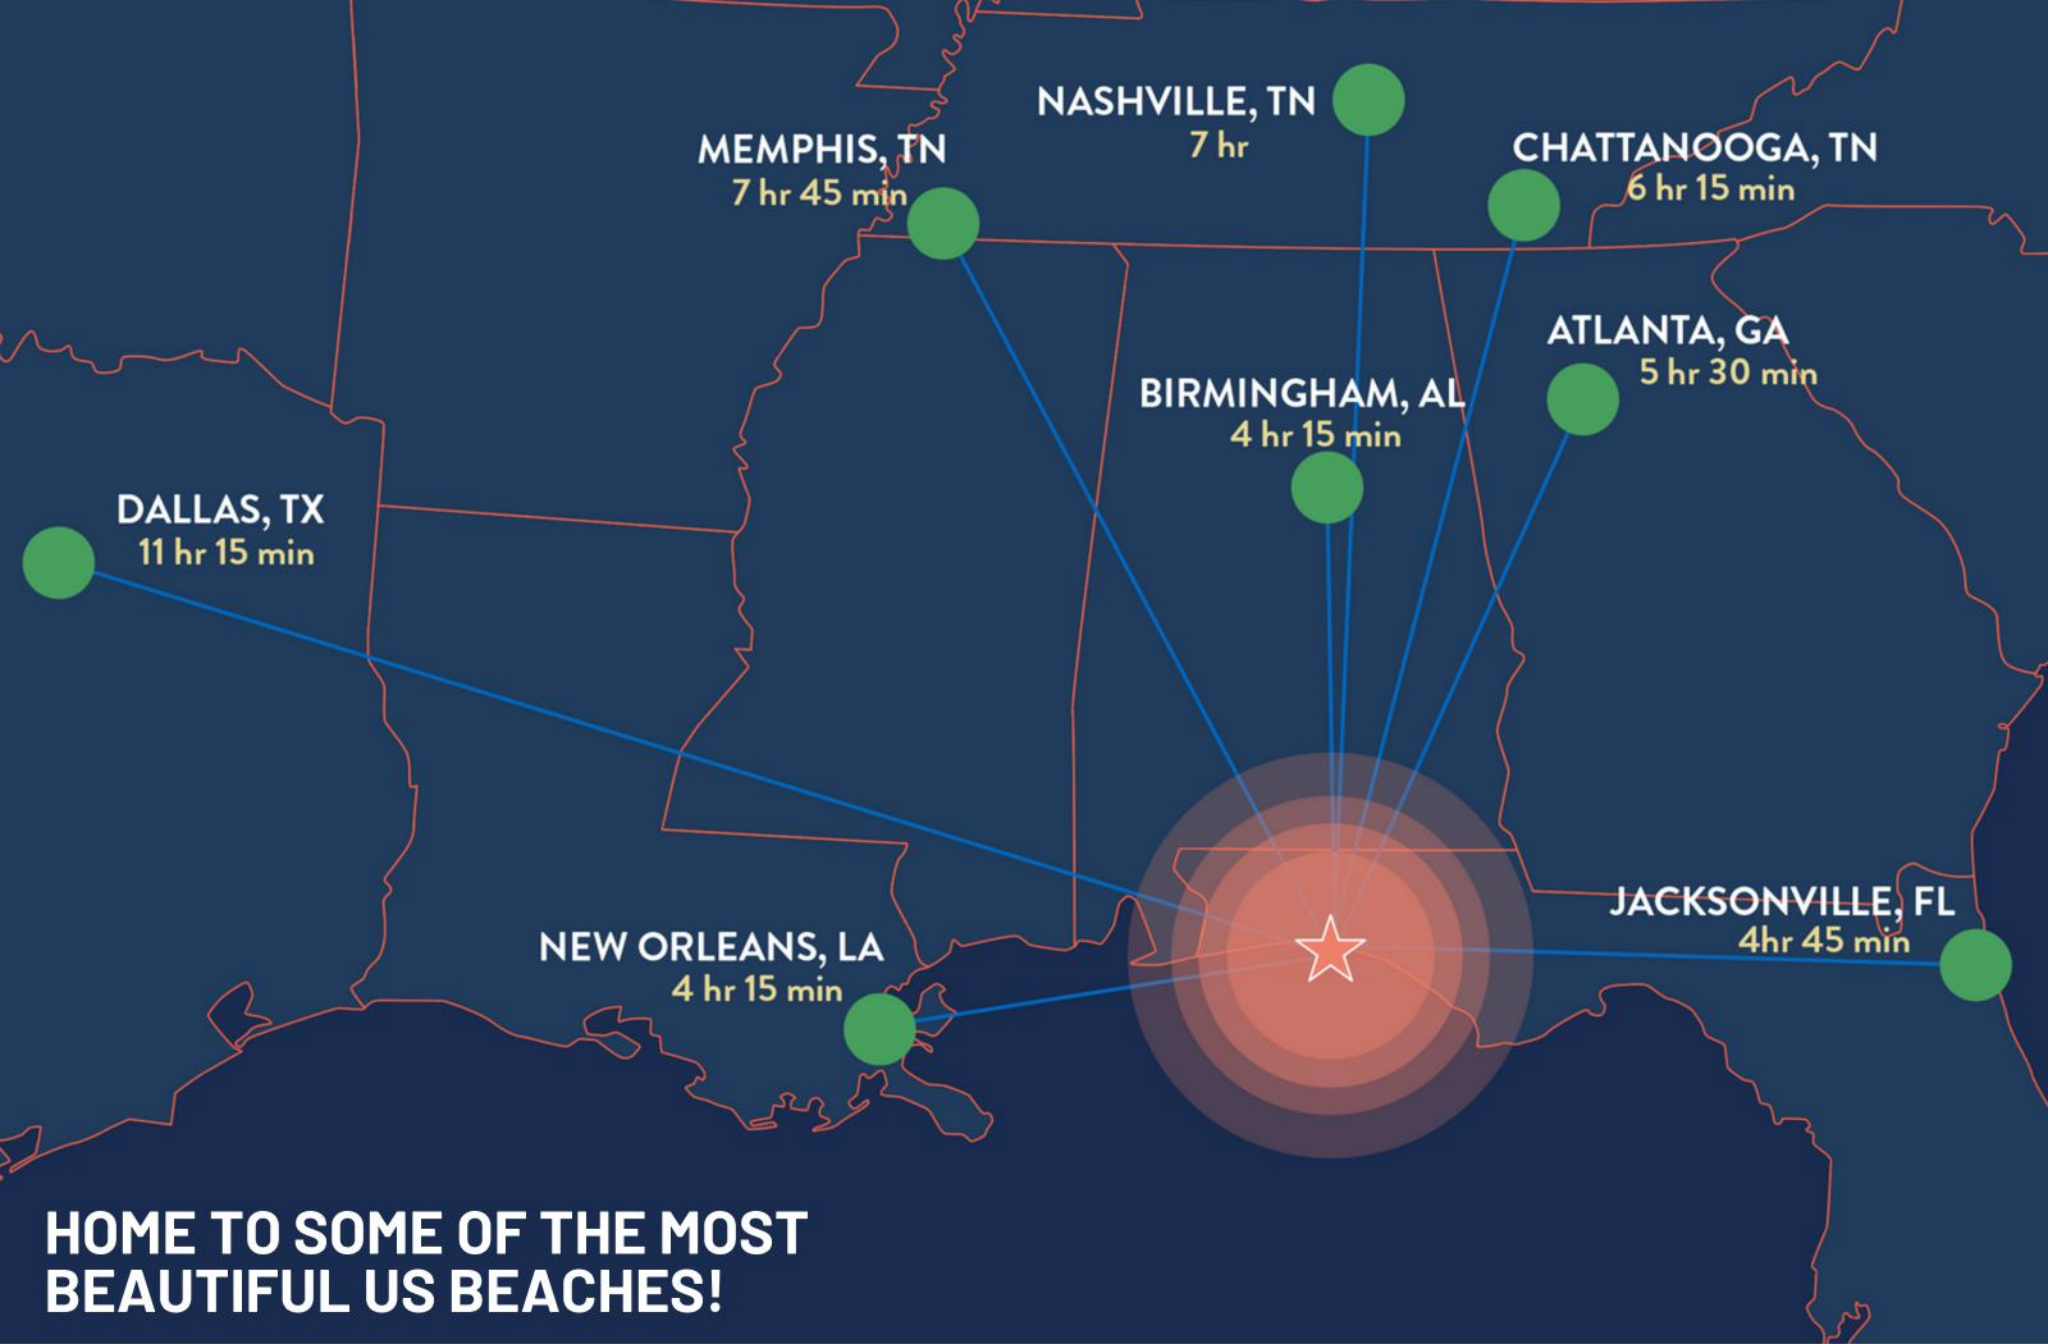 NASHVILLE, TN
7 hr
MEMPHIS, TN
7 hr 45 min
CHATTANOOGA, TN
6 hr 15 min
ATLANTA, GA
5 hr 30 min
BIRMINGHAM, AL
4 hr 15 min
DALLAS, TX
11 hr 15 min
JACKSONVILLE, FL
4hr 45 min
NEW ORLEANS, LA
4 hr 15 min
HOME TO SOME OF THE MOST
BEAUTIFUL US BEACHES!